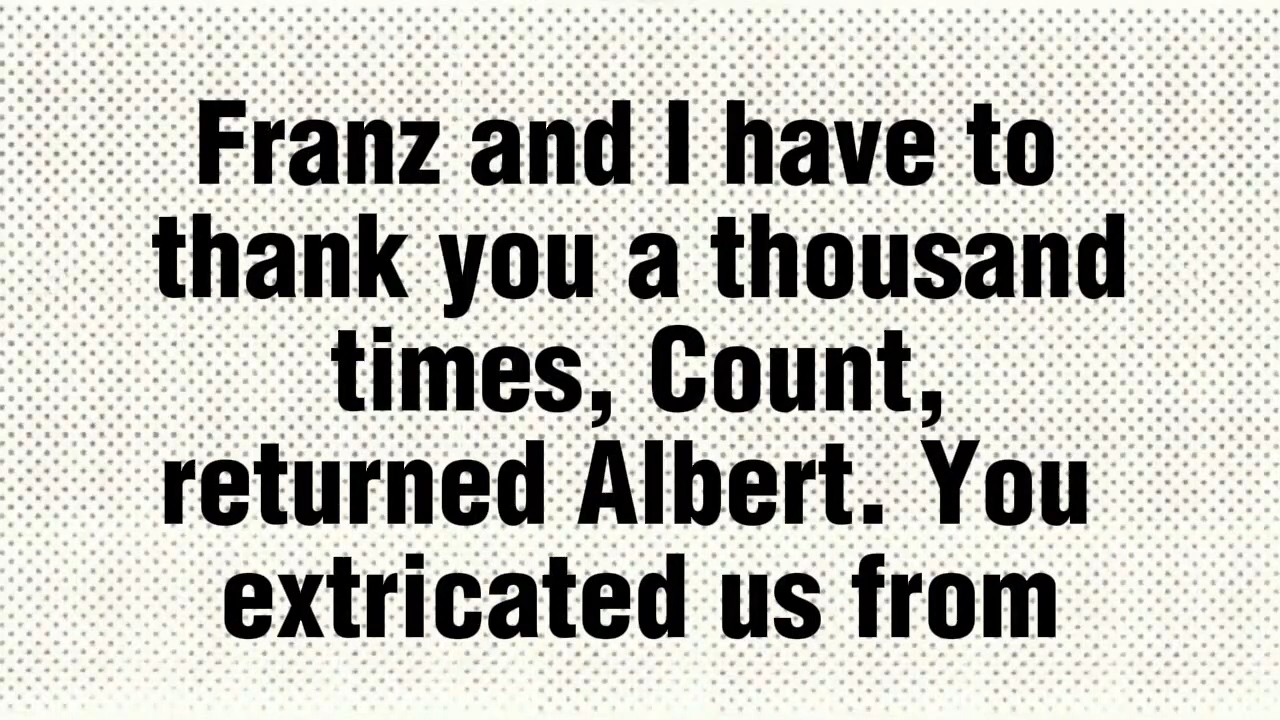 Franz and I have to
thank you a thousand
times, Count,
returned Albert. You
extricated us from